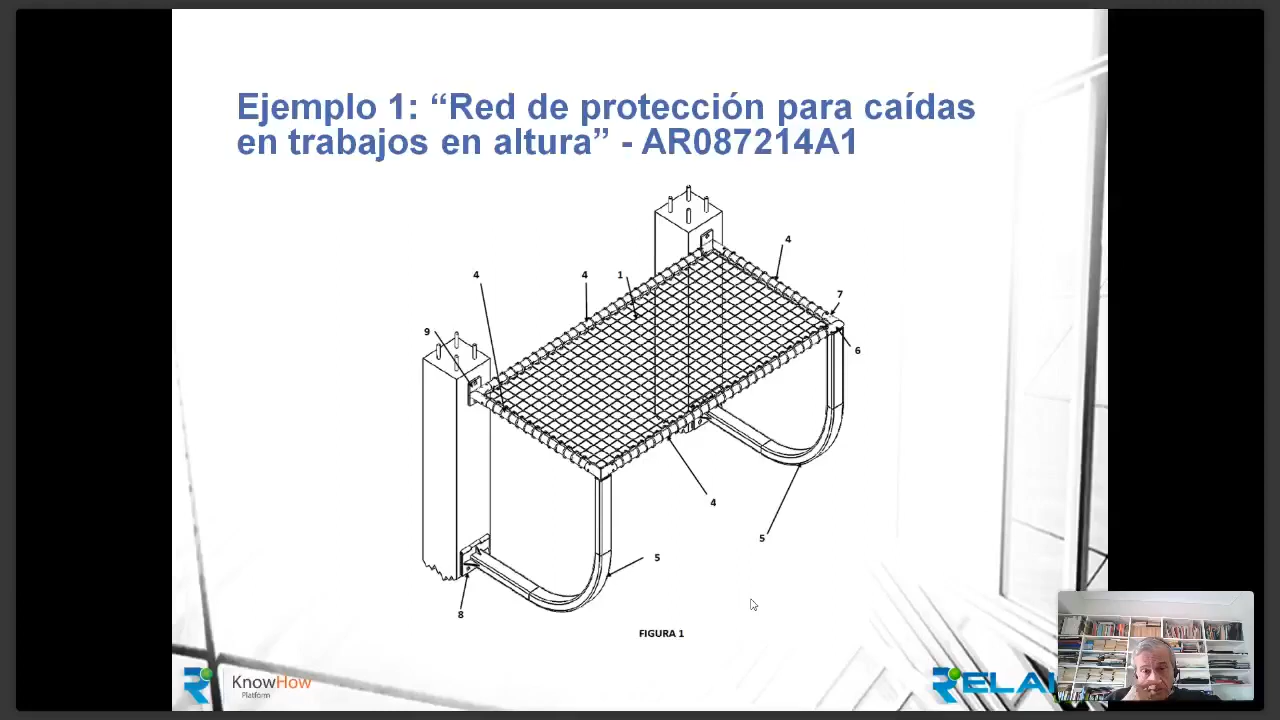 Ejemplo 1: “Red de protección para caídas
en trabajos en altura” - AR087214A1
4
4
4
1
7
9
6
4
5
5
8
FIGURA 1
KnowHow
Platform
RELAI